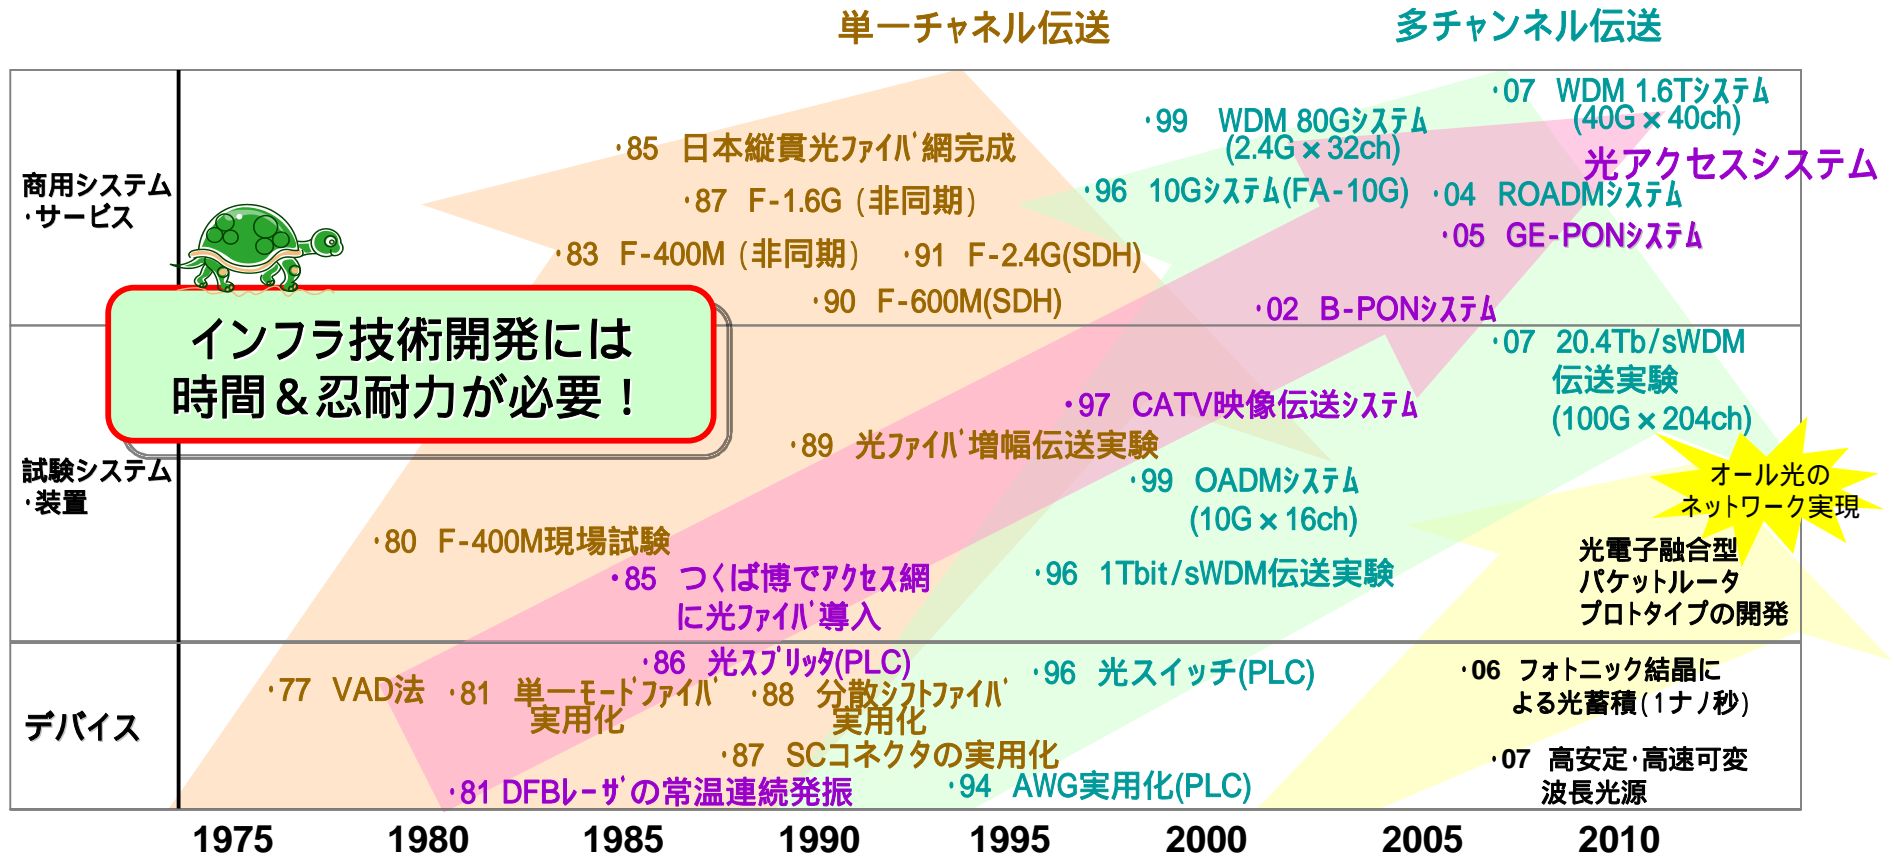 単一チャネル伝送
多チャンネル伝送
商用システム
・サービス
・85 日本縦貫光ファイバ網完成
・87 F-1.6G（非同期）
・83 F-400M（非同期）
・91 F-2.4G(SDH)
・90 F-600M(SDH)
・99 WDM 80Gシステム
(2.4G×32ch)
・96 10Gシステム(FA-10G)
・07 WDM 1.6Tシステム
(40G×40ch)
光アクセスシステム
・04 ROADMシステム
・05 GE-PONシステム
・02 B-PONシステム
インフラ技術開発には
時間＆忍耐力が必要！
試験システム
・装置
・07 20.4Tb/sWDM
伝送実験
(100G×204ch)
・97 CATV映像伝送システム
・89 光ファイバ増幅伝送実験
・99 OADMシステム
(10G×16ch)
・80 F-400M現場試験
・85 つくば博でアクセス網
に光ファイバ導入
・96 1Tbit/sWDM伝送実験
オール光の
ネットワーク実現
光電子融合型
パケットルータ
プロトタイプの開発
デバイス
・86 光スプリッタ(PLC)
・77 VAD法
・81 単一モードファイバ
実用化
・88 分散シフトファイバ
実用化
・87 SCコネクタの実用化
・81 DFBレーザの常温連続発振
・96 光スイッチ(PLC)
・94 AWG実用化(PLC)
・06 フォトニック結晶に
よる光蓄積(1ナノ秒)
・07 高安定・高速可変
波長光源
1975 1980 1985 1990 1995 2000 2005 2010